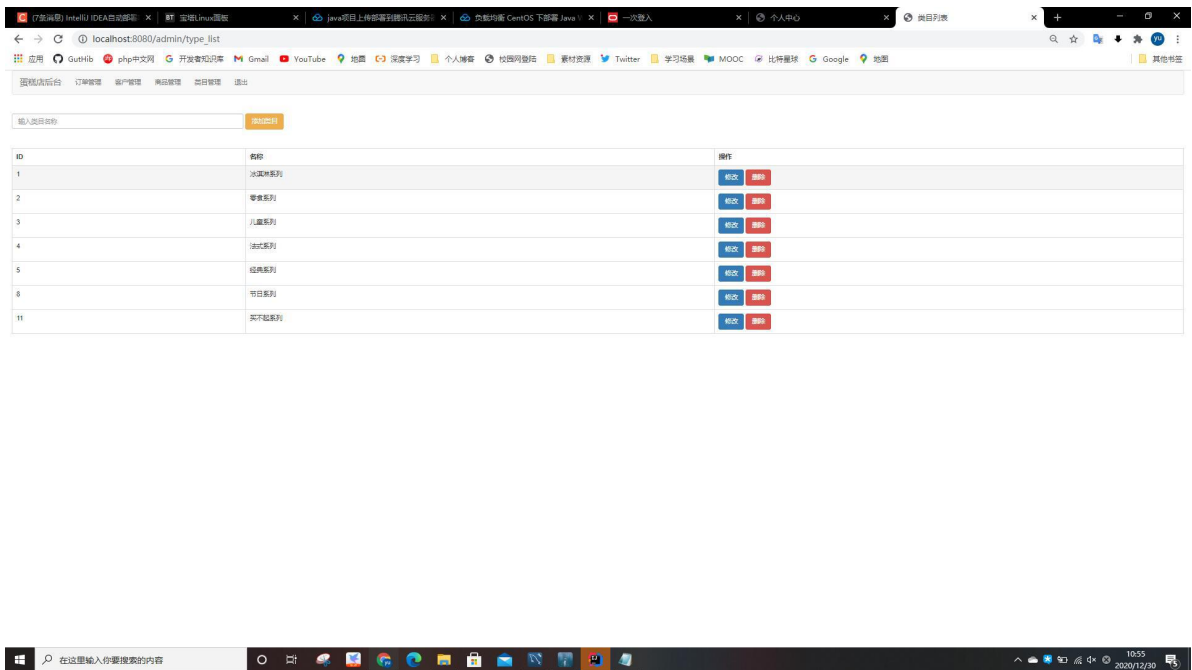 (7条消息) IntelliJ IDEA自动部署
宝塔Linux面板
java项目上传部署到腾讯云服务
负载均衡 CentOS 下部署 Java
一次登入
个人中心
类目列表
localhost:8080/admin/type_list
应用 GutHib php中文网 开发者知识库 Gmail YouTube 地图 深度学习 个人博客 校园网登陆 素材资源 Twitter 学习场景 MOOC 比特星球 Google 地图 其他书签
蛋糕店后台 订单管理 客户管理 商品管理 类目管理 退出
输入类目名称 添加类目
ID 名称 操作
1 冰淇淋系列 修改 删除
2 零食系列 修改 删除
3 儿童系列 修改 删除
4 法式系列 修改 删除
5 经典系列 修改 删除
8 节日系列 修改 删除
11 买不起系列 修改 删除
在这里输入你要搜索的内容
10:55
2020/12/30